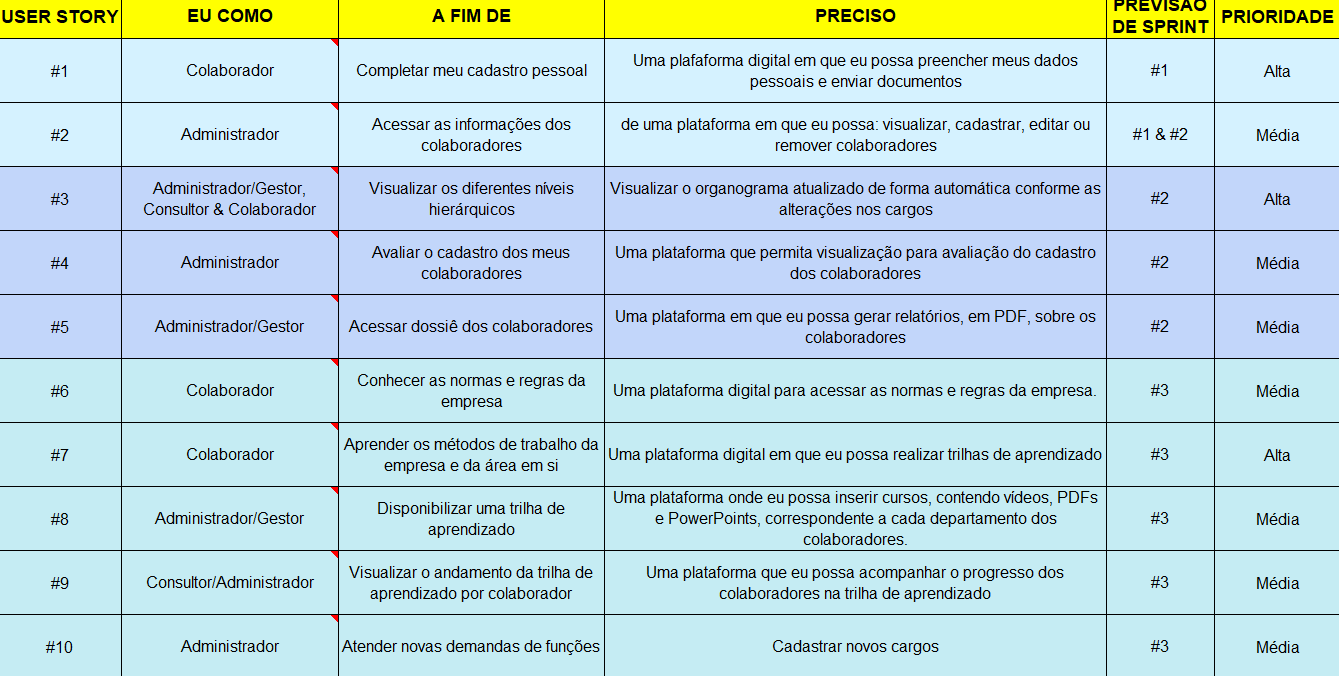 USER STORY EU COMO A FIM DE PRECISO PREVISÃO DE SPRINT PRIORIDADE
#1 Colaborador Completar meu cadastro pessoal Uma plafaforma digital em que eu possa preencher meus dados pessoais e enviar documentos #1 Alta
#2 Administrador Acessar as informações dos colaboradores de uma plataforma em que eu possa: visualizar, cadastrar, editar ou remover colaboradores #1 & #2 Média
#3 Administrador/Gestor, Consultor & Colaborador Visualizar os diferentes níveis hierárquicos Visualizar o organograma atualizado de forma automática conforme as alterações nos cargos #2 Alta
#4 Administrador Avaliar o cadastro dos meus colaboradores Uma plataforma que permita visualização para avaliação do cadastro dos colaboradores #2 Média
#5 Administrador/Gestor Acessar dossiê dos colaboradores Uma plataforma em que eu possa gerar relatórios, em PDF, sobre os colaboradores #2 Média
#6 Colaborador Conhecer as normas e regras da empresa Uma plataforma digital para acessar as normas e regras da empresa. #3 Média
#7 Colaborador Aprender os métodos de trabalho da empresa e da área em si Uma plataforma digital em que eu possa realizar trilhas de aprendizado #3 Alta
#8 Administrador/Gestor Disponibilizar uma trilha de aprendizado Uma plataforma onde eu possa inserir cursos, contendo vídeos, PDFs e PowerPoints, correspondente a cada departamento dos colaboradores. #3 Média
#9 Consultor/Administrador Visualizar o andamento da trilha de aprendizado por colaborador Uma plataforma que eu possa acompanhar o progresso dos colaboradores na trilha de aprendizado #3 Média
#10 Administrador Atender novas demandas de funções Cadastrar novos cargos #3 Média